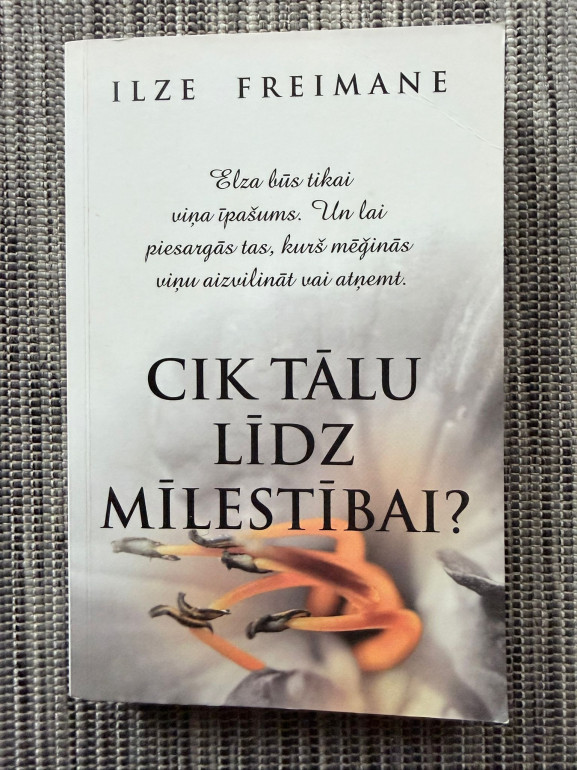 ILZE FREIMANE
Elza būs tikai
viņa īpašums. Un lai
piesargās tas, kurš mēģinās
viņu aizvilināt vai atņemt.
CIK TĀLU
LĪDZ
MĪLESTĪBAI?